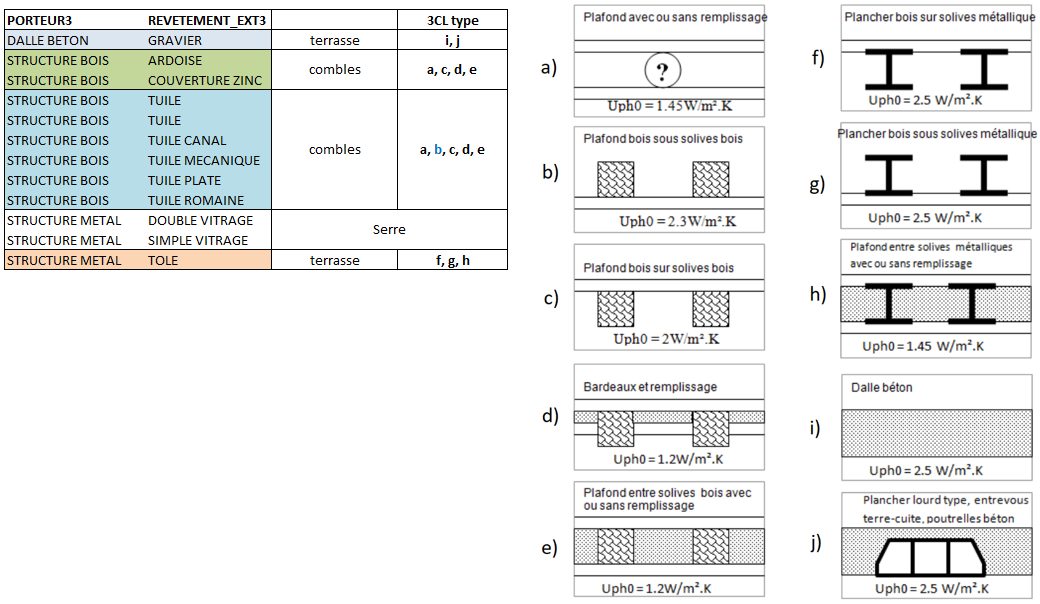 PORTEUR3 REVETEMENT_EXT3 3CL type
DALLE BETON GRAVIER terrasse i, j
STRUCTURE BOIS ARDOISE
combles a, c, d, e
STRUCTURE BOIS COUVERTURE ZINC
STRUCTURE BOIS TUILE
STRUCTURE BOIS TUILE
STRUCTURE BOIS TUILE CANAL
combles a, b, c, d, e
STRUCTURE BOIS TUILE MECANIQUE
STRUCTURE BOIS TUILE PLATE
STRUCTURE BOIS TUILE ROMAINE
STRUCTURE METAL DOUBLE VITRAGE
Serre
STRUCTURE METAL SIMPLE VITRAGE
STRUCTURE METAL TOLE terrasse f, g, h
a)
Plafond avec ou sans remplissage
?
Uph0 = 1.45W/m².K
b)
Plafond bois sous solives bois
Uph0 = 2.3W/m².K
c)
Plafond bois sur solives bois
Uph0 = 2W/m².K
d)
Bardeaux et remplissage
Uph0 = 1.2W/m².K
e)
Plafond entre solives bois avec
ou sans remplissage
Uph0 = 1.2W/m².K
f)
Plancher bois sur solives métallique
Uph0 = 2.5 W/m².K
g)
Plancher bois sous solives métallique
Uph0 = 2.5 W/m².K
h)
Plafond entre solives métalliques
avec ou sans remplissage
Uph0 = 1.45 W/m².K
i)
Dalle béton
Uph0 = 2.5 W/m².K
j)
Plancher lourd type, entrevous
terre-cuite, poutrelles béton
Uph0 = 2.5 W/m².K